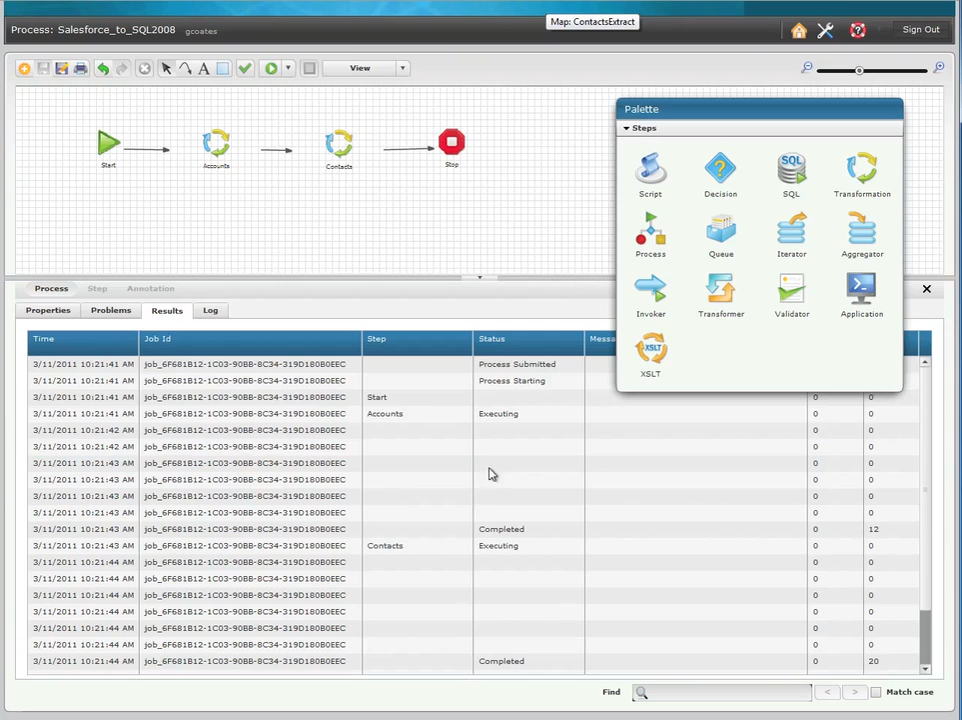 Map: ContactsExtract
Process: Salesforce_to_SQL2008 gcoates
Sign Out
View
Palette
Steps
Script Decision SQL Transformation
Process Queue Iterator Aggregator
Invoker Transformer Validator Application
XSLT
XSLT
Start Accounts Contacts Stop
Process Step Annotation
Properties Problems Results Log
Time Job Id Step Status
3/11/2011 10:21:41 AM job_6F681B12-1C03-90BB-8C34-319D180B0EEC Process Submitted
3/11/2011 10:21:41 AM job_6F681B12-1C03-90BB-8C34-319D180B0EEC Process Starting
3/11/2011 10:21:41 AM job_6F681B12-1C03-90BB-8C34-319D180B0EEC Start 0 0
3/11/2011 10:21:41 AM job_6F681B12-1C03-90BB-8C34-319D180B0EEC Accounts Executing 0 0
3/11/2011 10:21:42 AM job_6F681B12-1C03-90BB-8C34-319D180B0EEC 0 0
3/11/2011 10:21:42 AM job_6F681B12-1C03-90BB-8C34-319D180B0EEC 0 0
3/11/2011 10:21:43 AM job_6F681B12-1C03-90BB-8C34-319D180B0EEC 0 0
3/11/2011 10:21:43 AM job_6F681B12-1C03-90BB-8C34-319D180B0EEC 0 0
3/11/2011 10:21:43 AM job_6F681B12-1C03-90BB-8C34-319D180B0EEC 0 0
3/11/2011 10:21:43 AM job_6F681B12-1C03-90BB-8C34-319D180B0EEC 0 0
3/11/2011 10:21:43 AM job_6F681B12-1C03-90BB-8C34-319D180B0EEC Completed 0 12
3/11/2011 10:21:43 AM job_6F681B12-1C03-90BB-8C34-319D180B0EEC Contacts Executing 0 0
3/11/2011 10:21:44 AM job_6F681B12-1C03-90BB-8C34-319D180B0EEC 0 0
3/11/2011 10:21:44 AM job_6F681B12-1C03-90BB-8C34-319D180B0EEC 0 0
3/11/2011 10:21:44 AM job_6F681B12-1C03-90BB-8C34-319D180B0EEC 0 0
3/11/2011 10:21:44 AM job_6F681B12-1C03-90BB-8C34-319D180B0EEC 0 0
3/11/2011 10:21:44 AM job_6F681B12-1C03-90BB-8C34-319D180B0EEC 0 0
3/11/2011 10:21:44 AM job_6F681B12-1C03-90BB-8C34-319D180B0EEC 0 0
3/11/2011 10:21:44 AM job_6F681B12-1C03-90BB-8C34-319D180B0EEC Completed 0 20
Find < > Match case